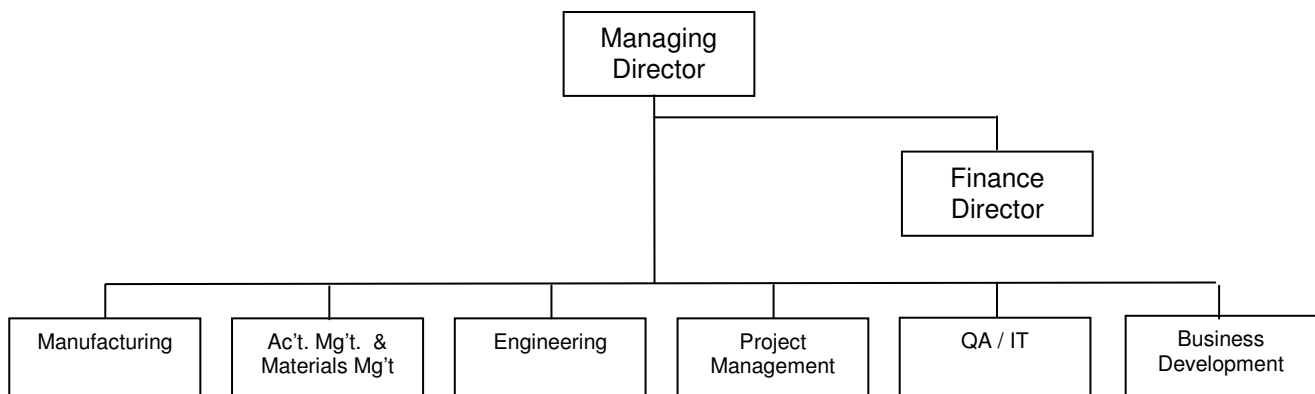 Managing
Director
Finance
Director
Manufacturing
Ac't. Mg't. &
Materials Mg't
Engineering
Project
Management
QA / IT
Business
Development